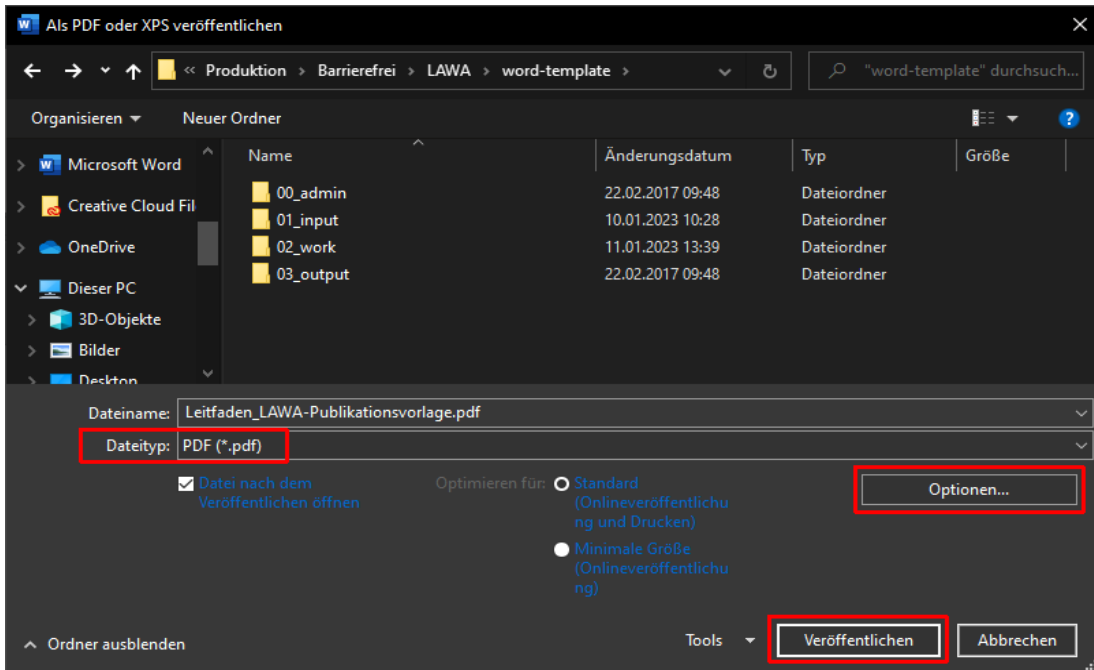 Als PDF oder XPS veröffentlichen
« Produktion > Barrierefrei > LAWA > word-template >
"word-template" durchsuch...
Organisieren
Neuer Ordner
Name Änderungsdatum Typ Größe
Microsoft Word
Creative Cloud Fil
OneDrive
Dieser PC
3D-Objekte
Bilder
Desktop
00_admin 22.02.2017 09:48 Dateiordner
01_input 10.01.2023 10:28 Dateiordner
02_work 11.01.2023 13:39 Dateiordner
03_output 22.02.2017 09:48 Dateiordner
Dateiname: Leitfaden_LAWA-Publikationsvorlage.pdf
Dateityp: PDF (*.pdf)
Datei nach dem
Veröffentlichen öffnen
Optimieren für:
Standard
(Onlineveröffentlichu
ng und Drucken)
Minimale Größe
(Onlineveröffentlichu
ng)
Optionen...
Ordner ausblenden
Tools
Veröffentlichen
Abbrechen